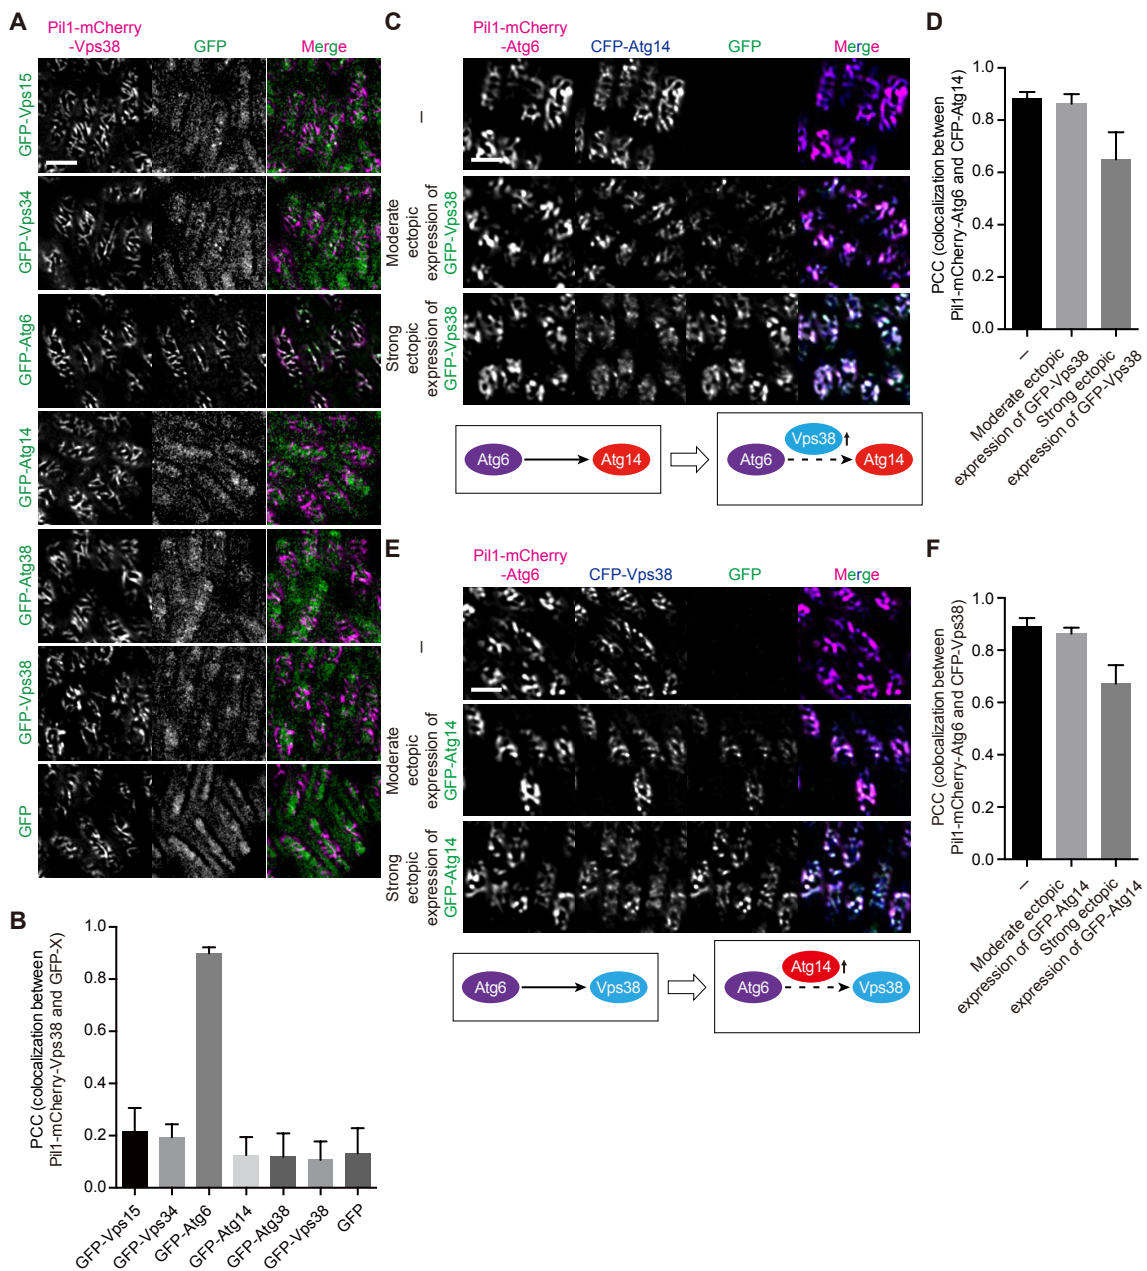 A
Pil1-mCherry
-Vps38
GFP
Merge
GFP-Vps15
GFP-Vps34
GFP-Atg6
GFP-Atg14
GFP-Atg38
GFP-Vps38
GFP
B
PCC (colocalization between
Pil1-mCherry-Vps38 and GFP-X)
1.0
0.8
0.6
0.4
0.2
0.0
GFP-Vps15
GFP-Vps34
GFP-Atg6
GFP-Atg14
GFP-Atg38
GFP-Vps38
GFP
C
Pil1-mCherry
-Atg6
CFP-Atg14
GFP
Merge
–
Moderate
ectopic
expression of
GFP-Vps38
Strong
ectopic
expression of
GFP-Vps38
Atg6
Atg14
Atg6
Vps38
Atg14
D
PCC (colocalization between
Pil1-mCherry-Atg6 and CFP-Atg14)
1.0
0.8
0.6
0.4
0.2
0.0
–
Moderate ectopic
expression of GFP-Vps38
Strong ectopic
expression of GFP-Vps38
E
Pil1-mCherry
-Atg6
CFP-Vps38
GFP
Merge
–
Moderate
ectopic
expression of
GFP-Atg14
Strong
ectopic
expression of
GFP-Atg14
Atg6
Vps38
Atg6
Atg14
Vps38
F
PCC (colocalization between
Pil1-mCherry-Atg6 and CFP-Vps38)
1.0
0.8
0.6
0.4
0.2
0.0
–
Moderate ectopic
expression of GFP-Atg14
Strong ectopic
expression of GFP-Atg14